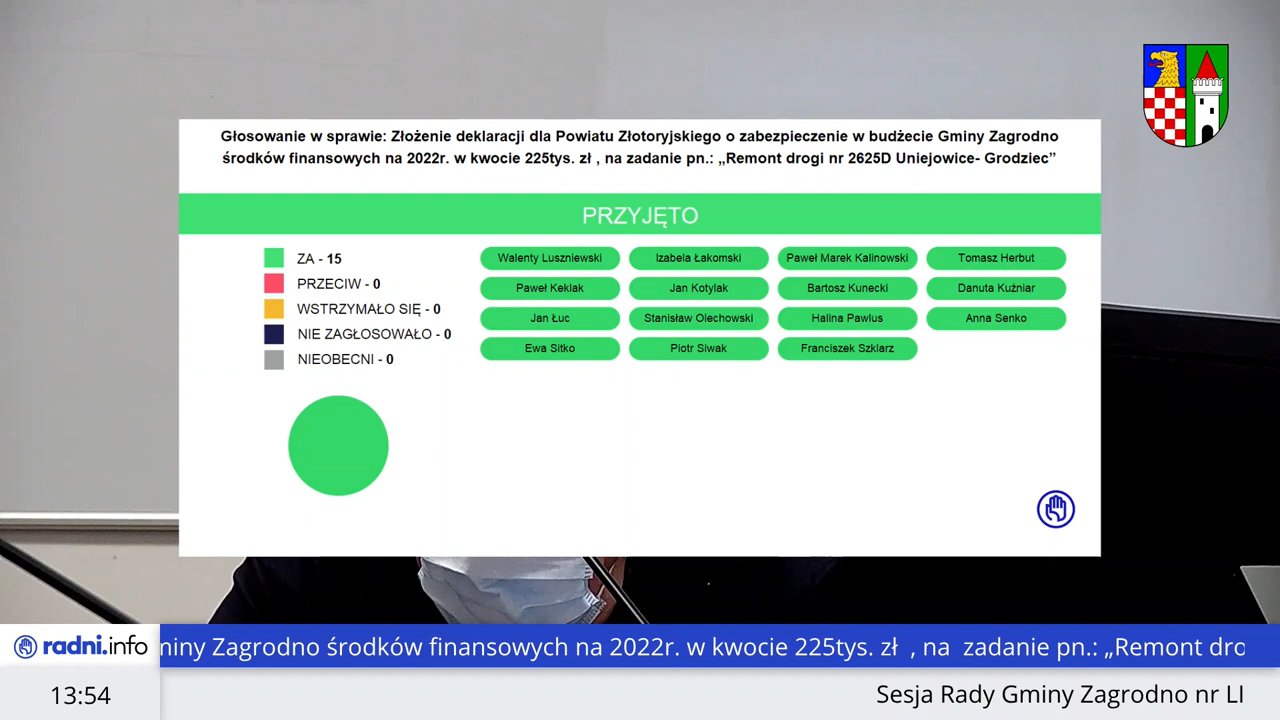 Głosowanie w sprawie: Złożenie deklaracji dla Powiatu Złotoryjskiego o zabezpieczenie w budżecie Gminy Zagrodno
środków finansowych na 2022r. w kwocie 225tys. zł , na zadanie pn.: „Remont drogi nr 2625D Uniejowice- Grodziec”
PRZYJĘTO
ZA - 15
PRZECIW - 0
WSTRZYMAŁO SIĘ - 0
NIE ZAGŁOSOWAŁO - 0
NIEOBECNI - 0
Walenty Luszniewski Izabela Łakomski Paweł Marek Kalinowski Tomasz Herbut
Paweł Keklak Jan Kotylak Bartosz Kunecki Danuta Kuźniar
Jan Łuc Stanisław Olechowski Halina Pawlus Anna Senko
Ewa Sitko Piotr Siwak Franciszek Szklarz
radni.info
miny Zagrodno środków finansowych na 2022r. w kwocie 225tys. zł , na zadanie pn.: „Remont dro
13:54
Sesja Rady Gminy Zagrodno nr LI